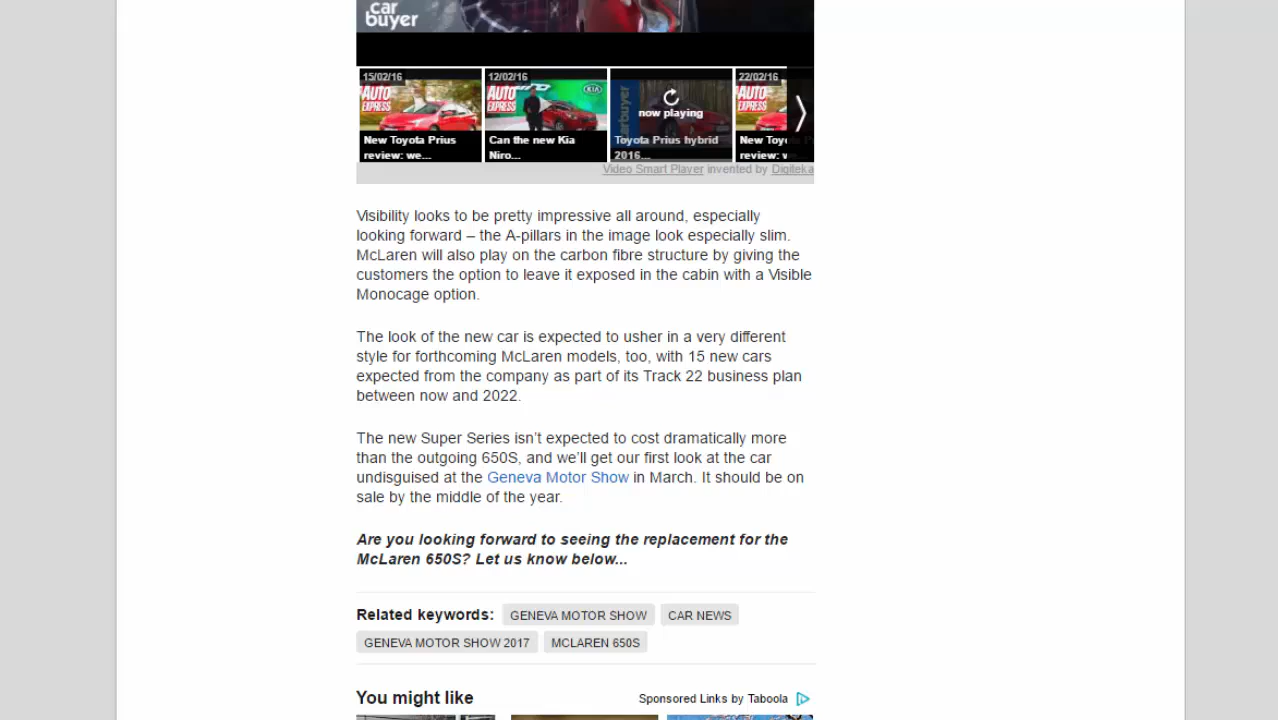 car
buyer
15/02/16
AUTO
EXPRESS
New Toyota Prius
review: we...
12/02/16
AUTO
EXPRESS
KIA
Can the new Kia
Niro...
carbuyer
now playing
Toyota Prius hybrid
2016...
22/02/16
AUTO
EXPRESS
New Toy
review:
Video Smart Player invented by Digiteka
Visibility looks to be pretty impressive all around, especially
looking forward – the A-pillars in the image look especially slim.
McLaren will also play on the carbon fibre structure by giving the
customers the option to leave it exposed in the cabin with a Visible
Monocage option.
The look of the new car is expected to usher in a very different
style for forthcoming McLaren models, too, with 15 new cars
expected from the company as part of its Track 22 business plan
between now and 2022.
The new Super Series isn't expected to cost dramatically more
than the outgoing 650S, and we'll get our first look at the car
undisguised at the Geneva Motor Show in March. It should be on
sale by the middle of the year.
Are you looking forward to seeing the replacement for the
McLaren 650S? Let us know below...
Related keywords: GENEVA MOTOR SHOW CAR NEWS
GENEVA MOTOR SHOW 2017 MCLAREN 650S
You might like
Sponsored Links by Taboola